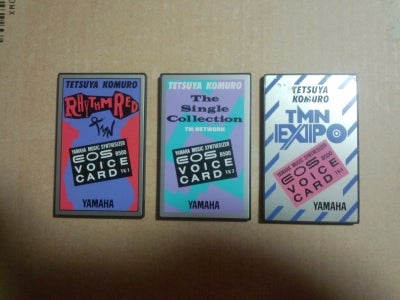 TETSUYA KOMURO
RHYTHM RED
TMN
YAMAHA MUSIC SYNTHESIZER
EOS B500
VOICE
CARD TK1
YAMAHA
TETSUYA KOMURO
The
Single
Collection
TM NETWORK
YAMAHA MUSIC SYNTHESIZER
EOS B500
VOICE
CARD TK2
YAMAHA
TETSUYA
KOMURO
TMN
EXPO
YAMAHA MUSIC SYNTHESIZER
EOS B500
VOICE
CARD
YAMAHA